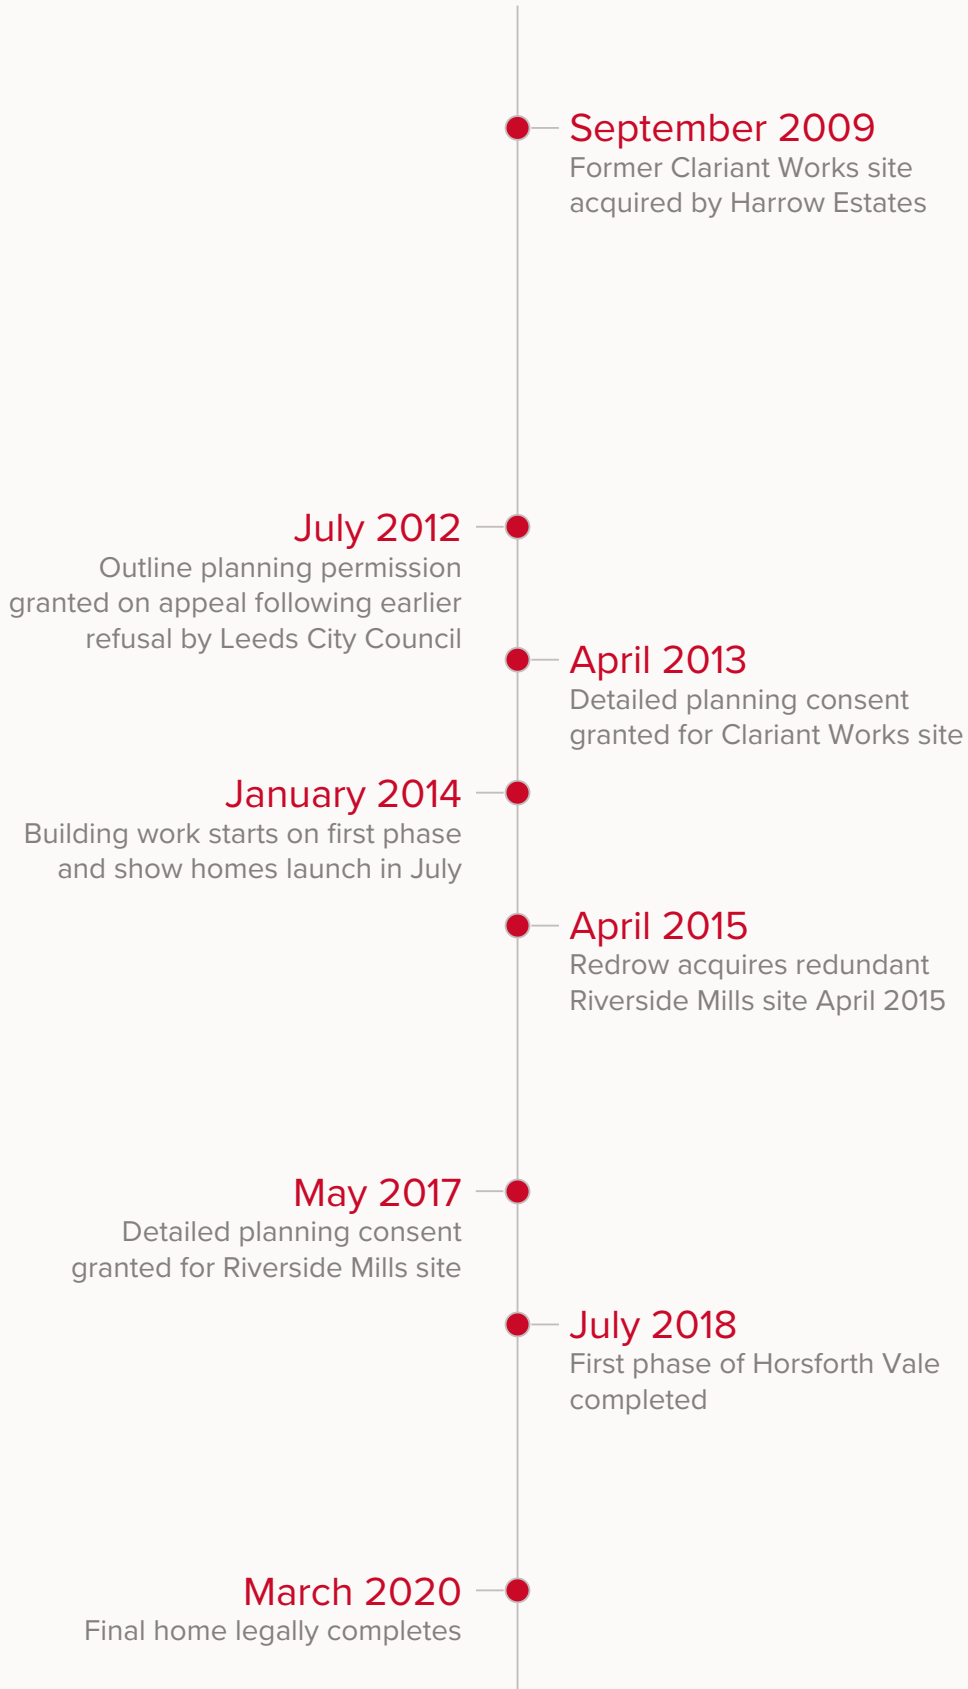 September 2009
Former Clariant Works site
acquired by Harrow Estates
July 2012
Outline planning permission
granted on appeal following earlier
refusal by Leeds City Council
April 2013
Detailed planning consent
granted for Clariant Works site
January 2014
Building work starts on first phase
and show homes launch in July
April 2015
Redrow acquires redundant
Riverside Mills site April 2015
May 2017
Detailed planning consent
granted for Riverside Mills site
July 2018
First phase of Horsforth Vale
completed
March 2020
Final home legally completes